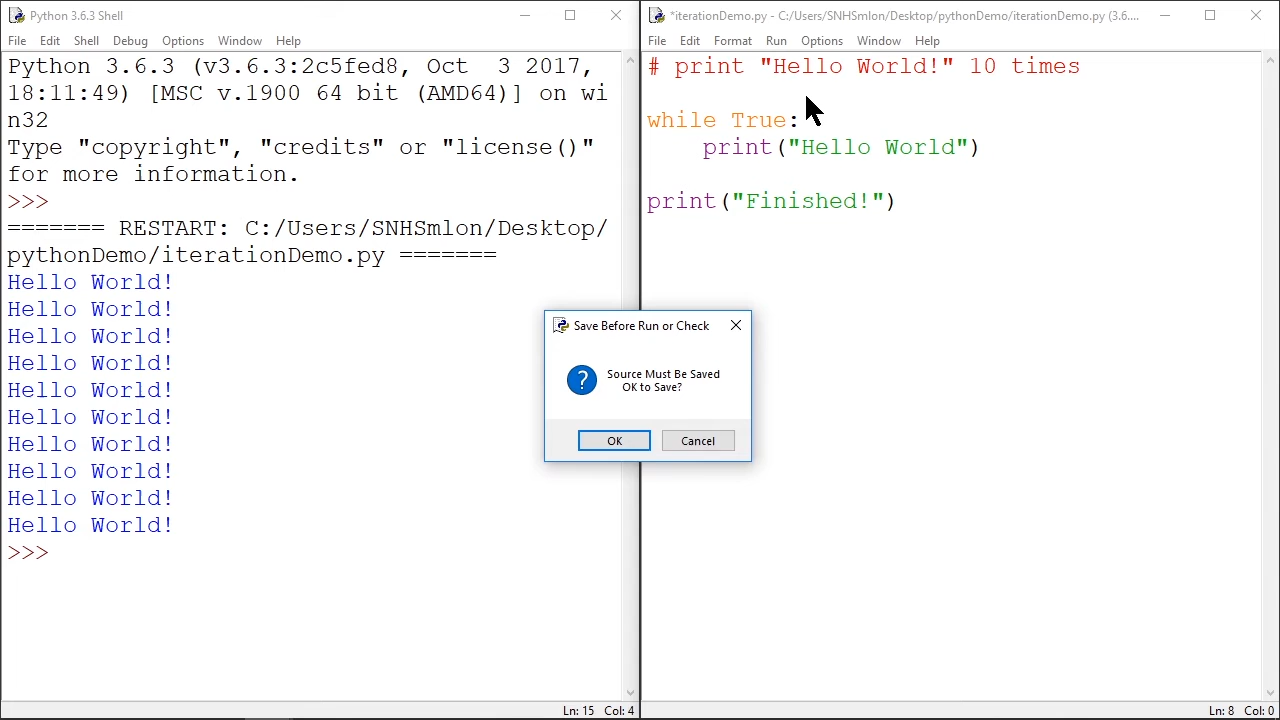 Python 3.6.3 Shell
File Edit Shell Debug Options Window Help
Python 3.6.3 (v3.6.3:2c5fed8, Oct  3 2017,
18:11:49) [MSC v.1900 64 bit (AMD64)] on wi
n32
Type "copyright", "credits" or "license()"
for more information.
>>>
======= RESTART: C:/Users/SNHSmlon/Desktop/
pythonDemo/iterationDemo.py =======
Hello World!
Hello World!
Hello World!
Hello World!
Hello World!
Hello World!
Hello World!
Hello World!
Hello World!
Hello World!
>>>
Ln: 15 Col: 4
*iterationDemo.py - C:/Users/SNHSmlon/Desktop/pythonDemo/iterationDemo.py (3.6....
File Edit Format Run Options Window Help
# print "Hello World!" 10 times
while True:
    print("Hello World")
print("Finished!")
Ln: 8 Col: 0
Save Before Run or Check
?
Source Must Be Saved
OK to Save?
OK
Cancel